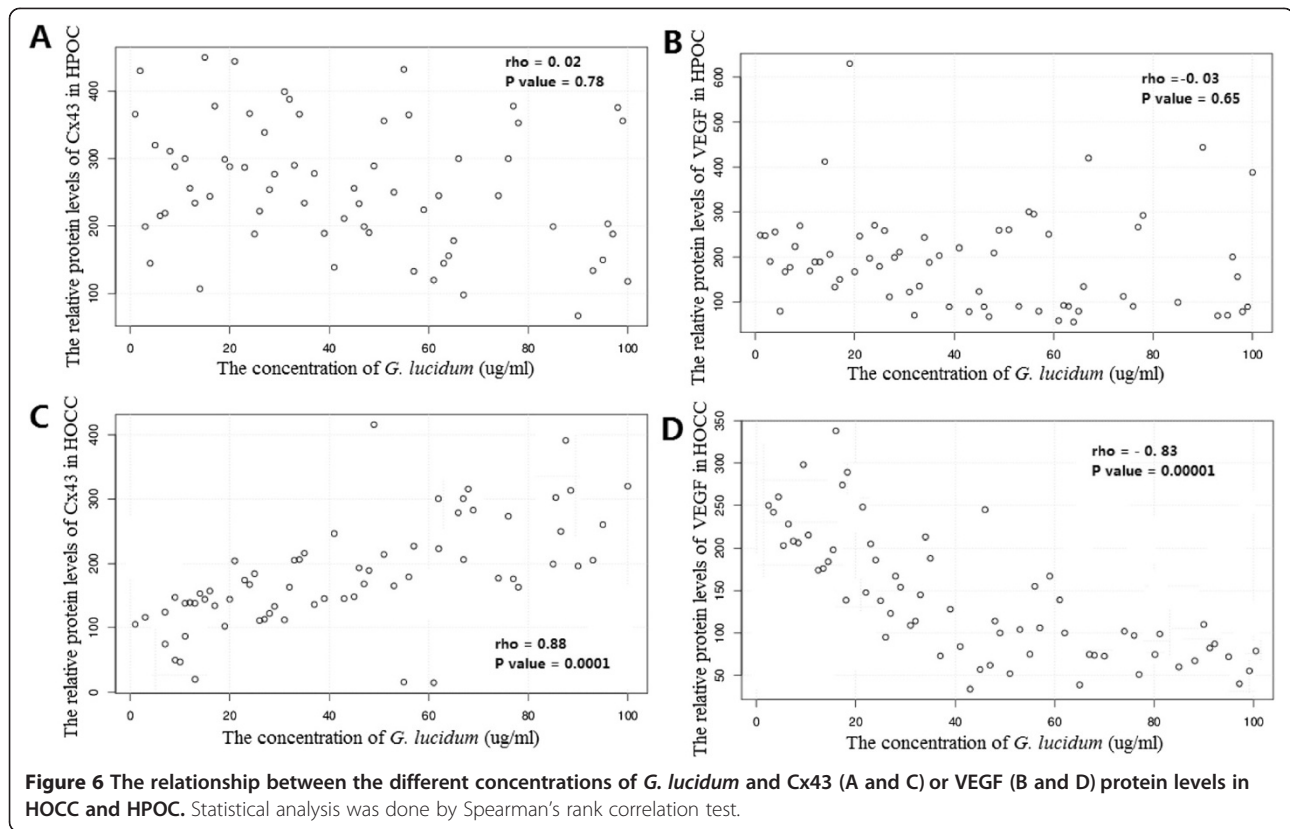 A
The relative protein levels of Cx43 in HPOC
400
300
200
100
rho = 0. 02
P value = 0.78
0 20 40 60 80 100
The concentration of G. lucidum (ug/ml)
B
The relative protein levels of VEGF in HPOC
600
500
400
300
200
100
rho =-0. 03
P value = 0.65
0 20 40 60 80 100
The concentration of G. lucidum (ug/ml)
C
The relative protein levels of Cx43 in HOCC
400
300
200
100
0
rho = 0.88
P value = 0.0001
0 20 40 60 80 100
The concentration of G. lucidum (ug/ml)
D
The relative protein levels of VEGF in HOCC
350
300
250
200
150
100
50
rho = - 0. 83
P value = 0.00001
0 20 40 60 80 100
The concentration of G. lucidum (ug/ml)
Figure 6 The relationship between the different concentrations of G. lucidum and Cx43 (A and C) or VEGF (B and D) protein levels in
HOCC and HPOC. Statistical analysis was done by Spearman's rank correlation test.